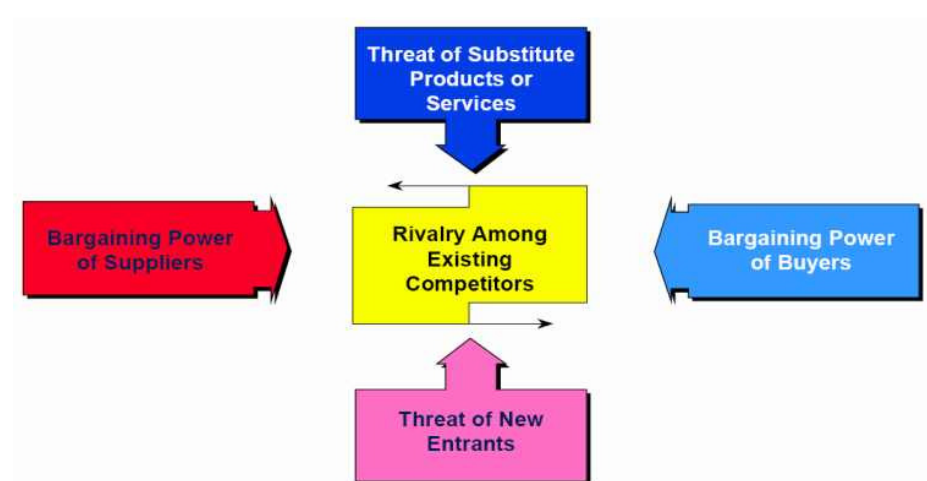 Threat of Substitute
Products or
Services
Bargaining Power
of Suppliers
Rivalry Among
Existing
Competitors
Bargaining Power
of Buyers
Threat of New
Entrants